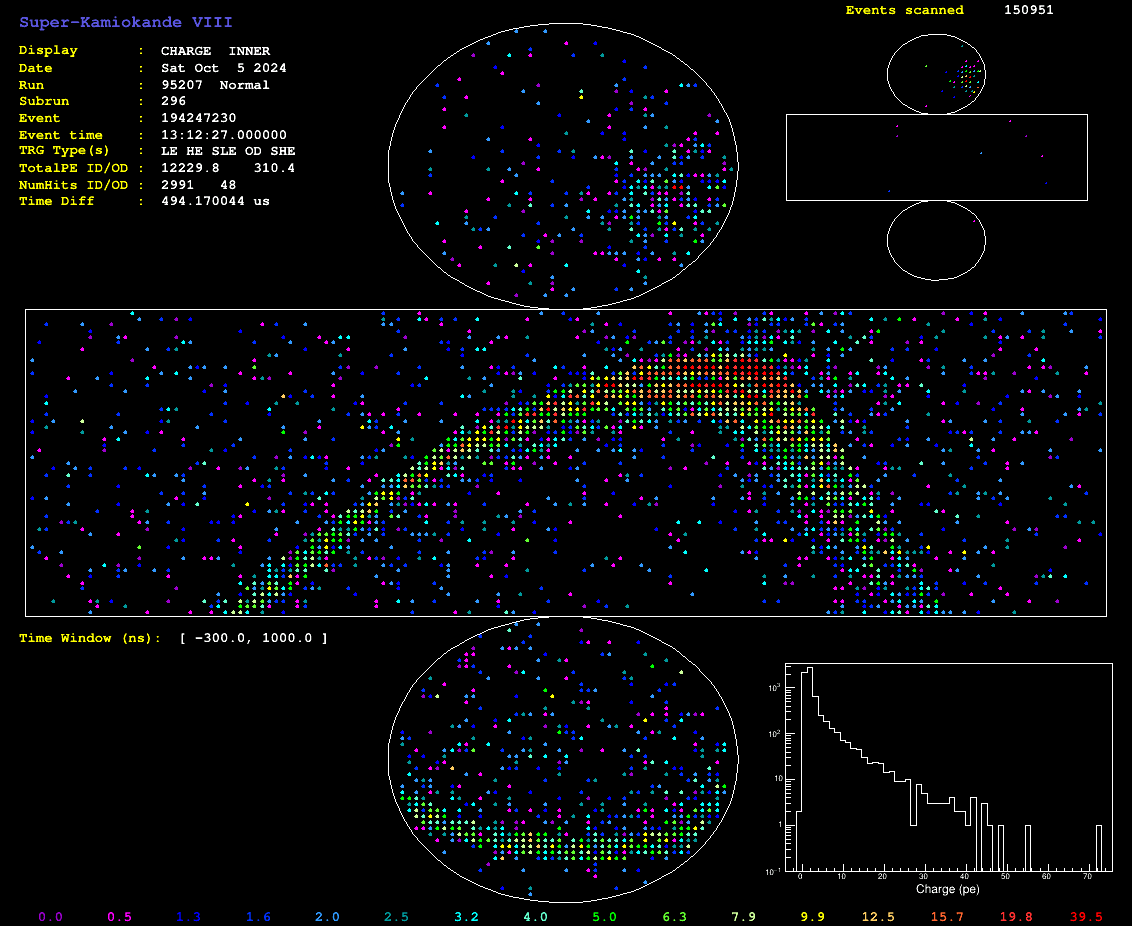 Super-Kamiokande VIII
Events scanned 150951
Display : CHARGE INNER
Date : Sat Oct 5 2024
Run : 95207 Normal
Subrun : 296
Event : 194247230
Event time : 13:12:27.000000
TRG Type(s) : LE HE SLE OD SHE
TotalPE ID/OD : 12229.8 310.4
NumHits ID/OD : 2991 48
Time Diff : 494.170044 us
Time Window (ns): [ -300.0, 1000.0 ]
10³
10²
10
1
10⁻¹
0 10 20 30 40 50 60 70
Charge (pe)
0.0 0.5 1.3 1.6 2.0 2.5 3.2 4.0 5.0 6.3 7.9 9.9 12.5 15.7 19.8 39.5